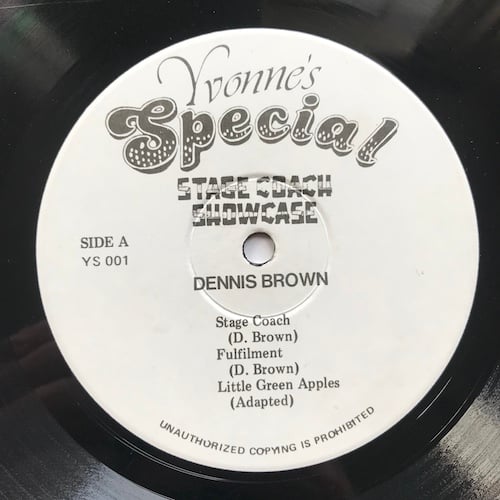 Yvonne's
Special
STAGE COACH
SHOWCASE
SIDE A
YS 001
DENNIS BROWN
Stage Coach
(D. Brown)
Fulfilment
(D. Brown)
Little Green Apples
(Adapted)
UNAUTHORIZED COPYING IS PROHIBITED